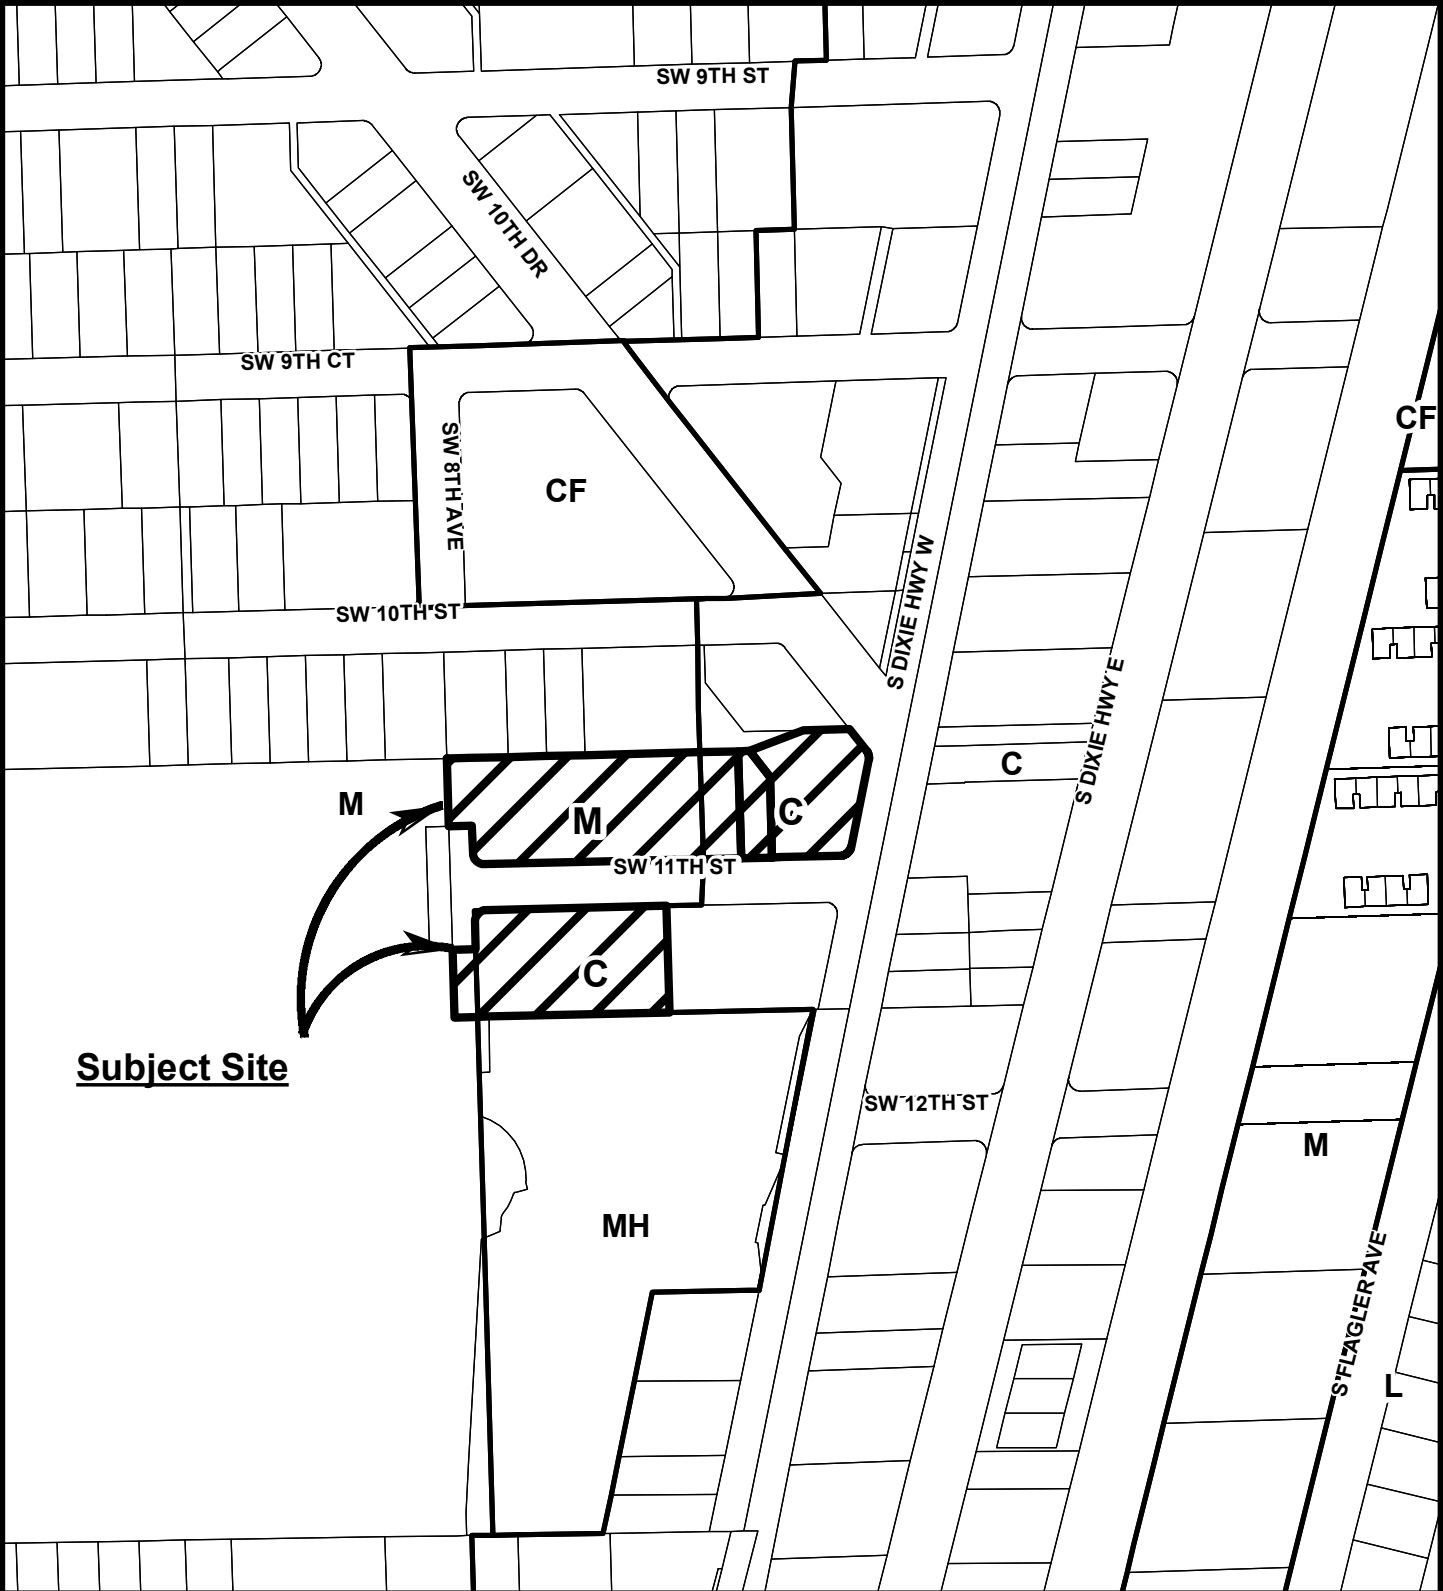 SW 9TH ST
SW 10TH DR
SW 9TH CT
CF
SW 8TH AVE
CF
S DIXIE HWY W
SW 10TH ST
S DIXIE HWY E
C
M
M
C
SW 11TH ST
C
Subject Site
SW 12TH ST
M
MH
S FLAGLER AVE
L